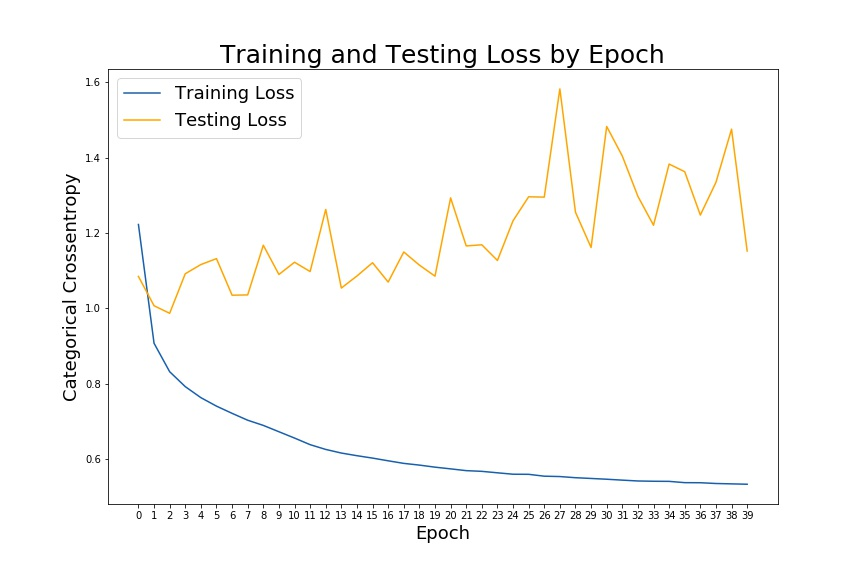 Training and Testing Loss by Epoch
Training Loss
Testing Loss
Categorical Crossentropy
1.6
1.4
1.2
1.0
0.8
0.6
0 1 2 3 4 5 6 7 8 9 10 11 12 13 14 15 16 17 18 19 20 21 22 23 24 25 26 27 28 29 30 31 32 33 34 35 36 37 38 39
Epoch